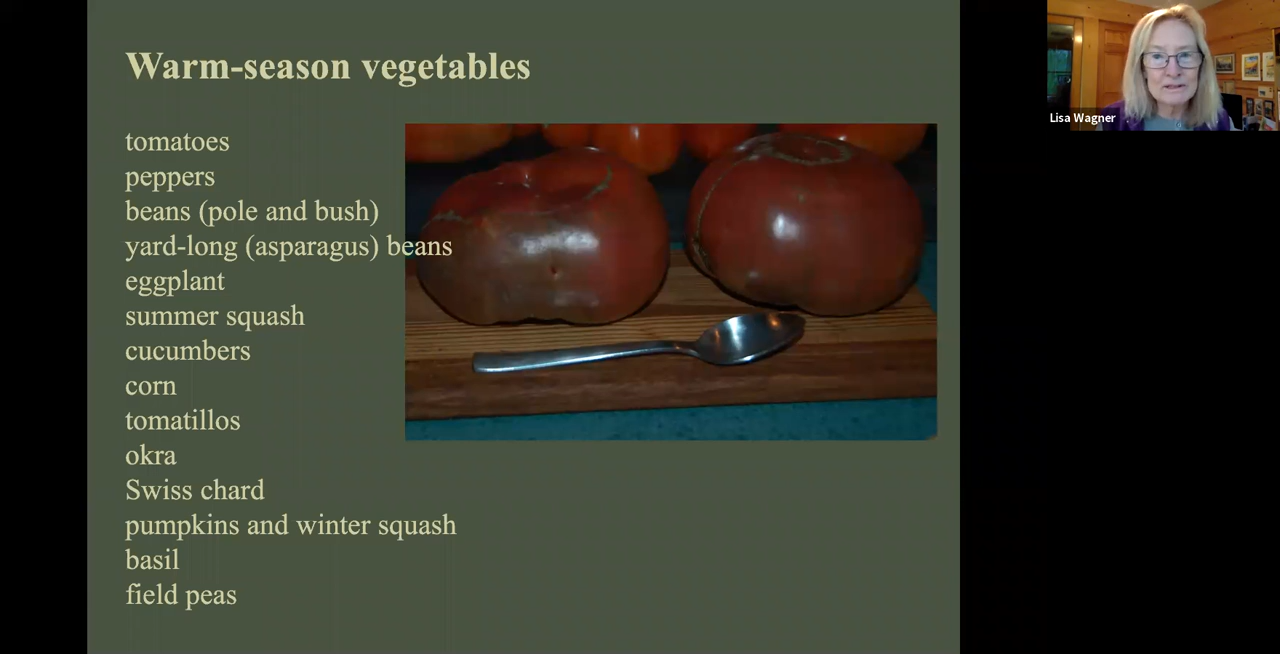 Warm-season vegetables
tomatoes
peppers
beans (pole and bush)
yard-long (asparagus) beans
eggplant
summer squash
cucumbers
corn
tomatillos
okra
Swiss chard
pumpkins and winter squash
basil
field peas
Lisa Wagner